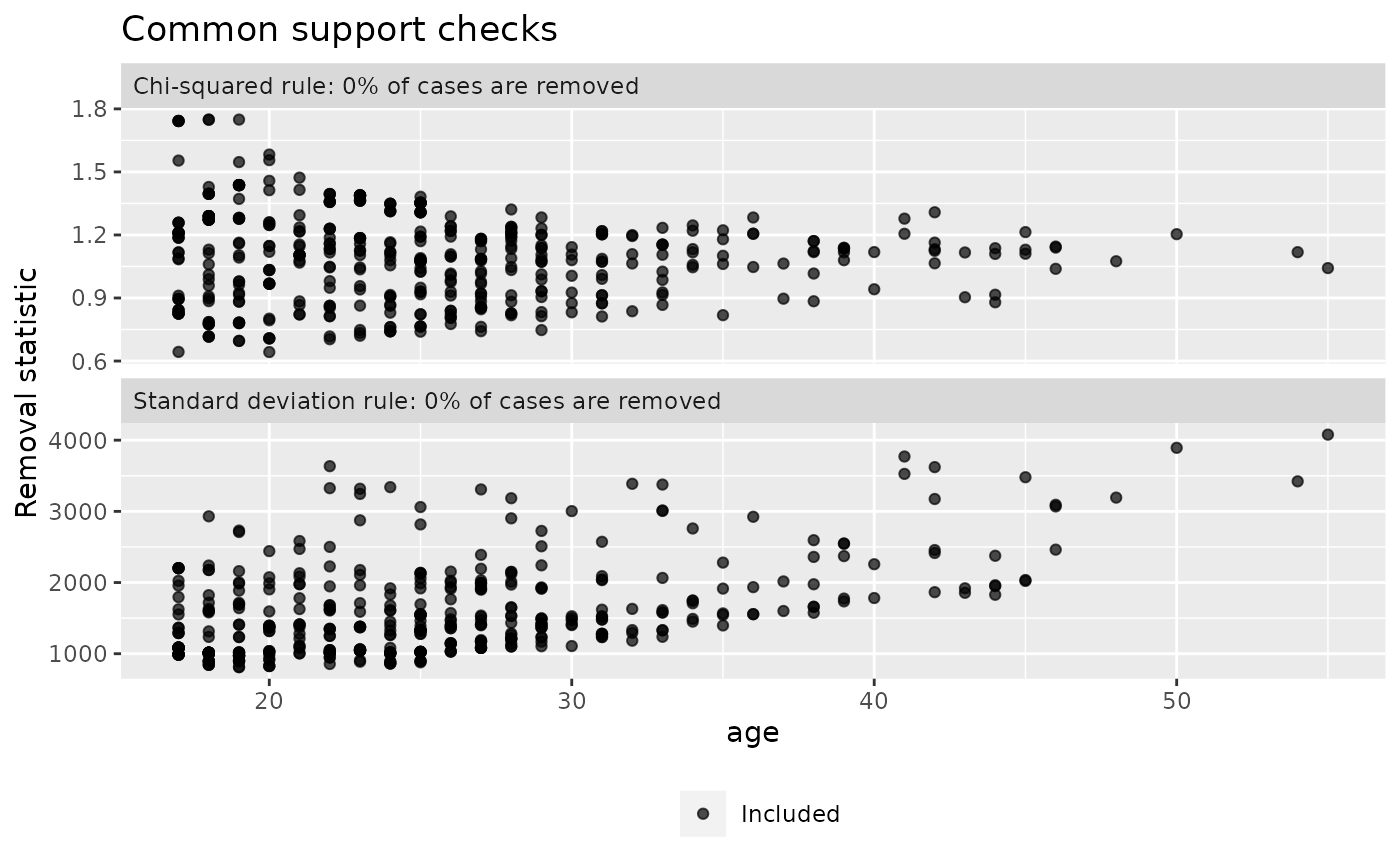 Common support checks
Chi-squared rule: 0% of cases are removed
1.8
1.5
1.2
0.9
0.6
Removal statistic
Standard deviation rule: 0% of cases are removed
4000
3000
2000
1000
20 30 40 50
age
Included